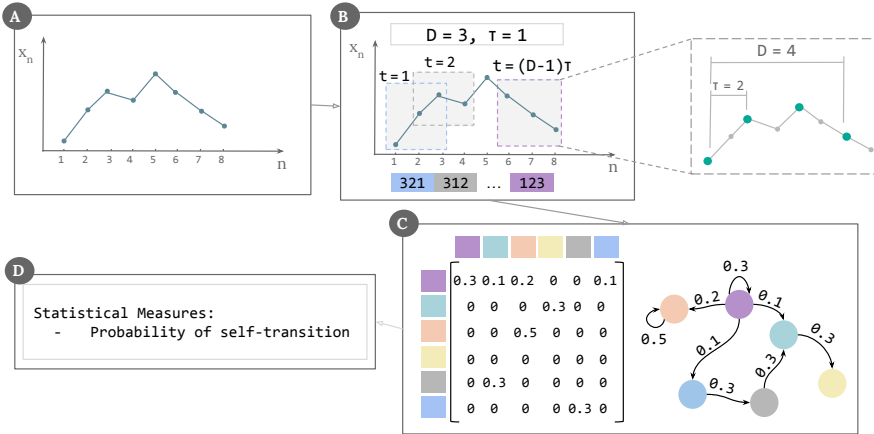 A
xn
1 2 3 4 5 6 7 8
n
B
D = 3, τ = 1
xn
t=1
t=2
t=(D-1)τ
1 2 3 4 5 6 7 8
n
321 312 ... 123
D = 4
τ = 2
C
0.3 0.1 0.2 0 0 0.1
0 0 0 0.3 0 0
0 0 0.5 0 0 0
0 0 0 0 0 0
0 0.3 0 0 0 0
0 0 0 0 0.3 0
0.3
0.2
0.1
0.5
0.1
0.3
0.3
0.3
D
Statistical Measures:
- Probability of self-transition